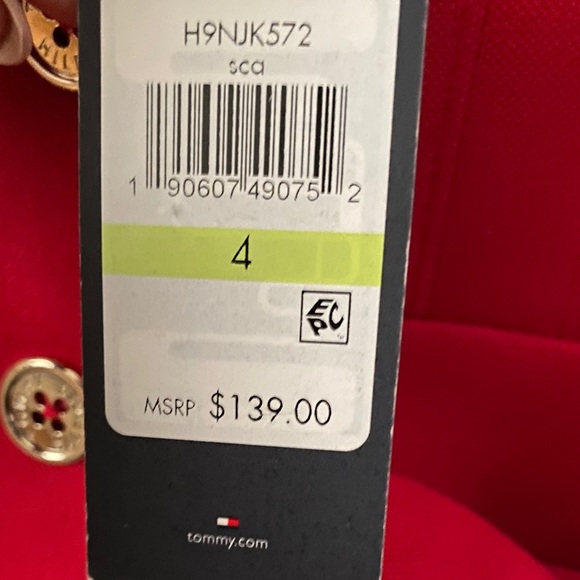 H9NJK572
sca
1 90607 49075 2
4
EPC
MSRP $139.00
tommy.com